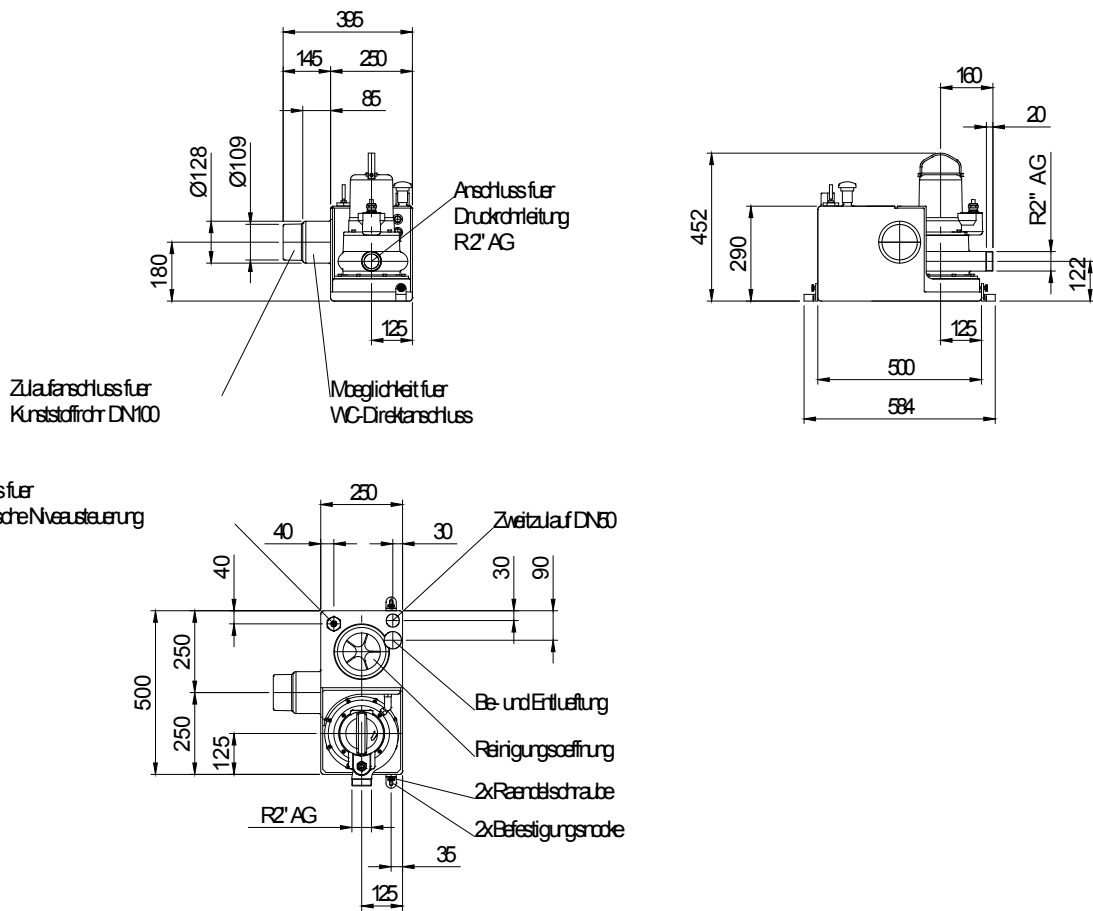 395
145
250
85
Ø128
Ø109
180
125
Anschluss fuer
Druckrohrleitung
R2" AG
Zulaufanschluss fuer
Kunststoffrohr DN100
Moeglichkeit fuer
WC-Direktanschluss
160
20
R2" AG
452
290
122
125
500
584
s fuer
sche Niveausteuerung
250
40
30
Zweitzulauf DN50
40
30
90
250
500
250
125
Be- und Entlueftung
Reinigungsoeffnung
2x Raendelschraube
2x Befestigungsnocke
R2" AG
35
125